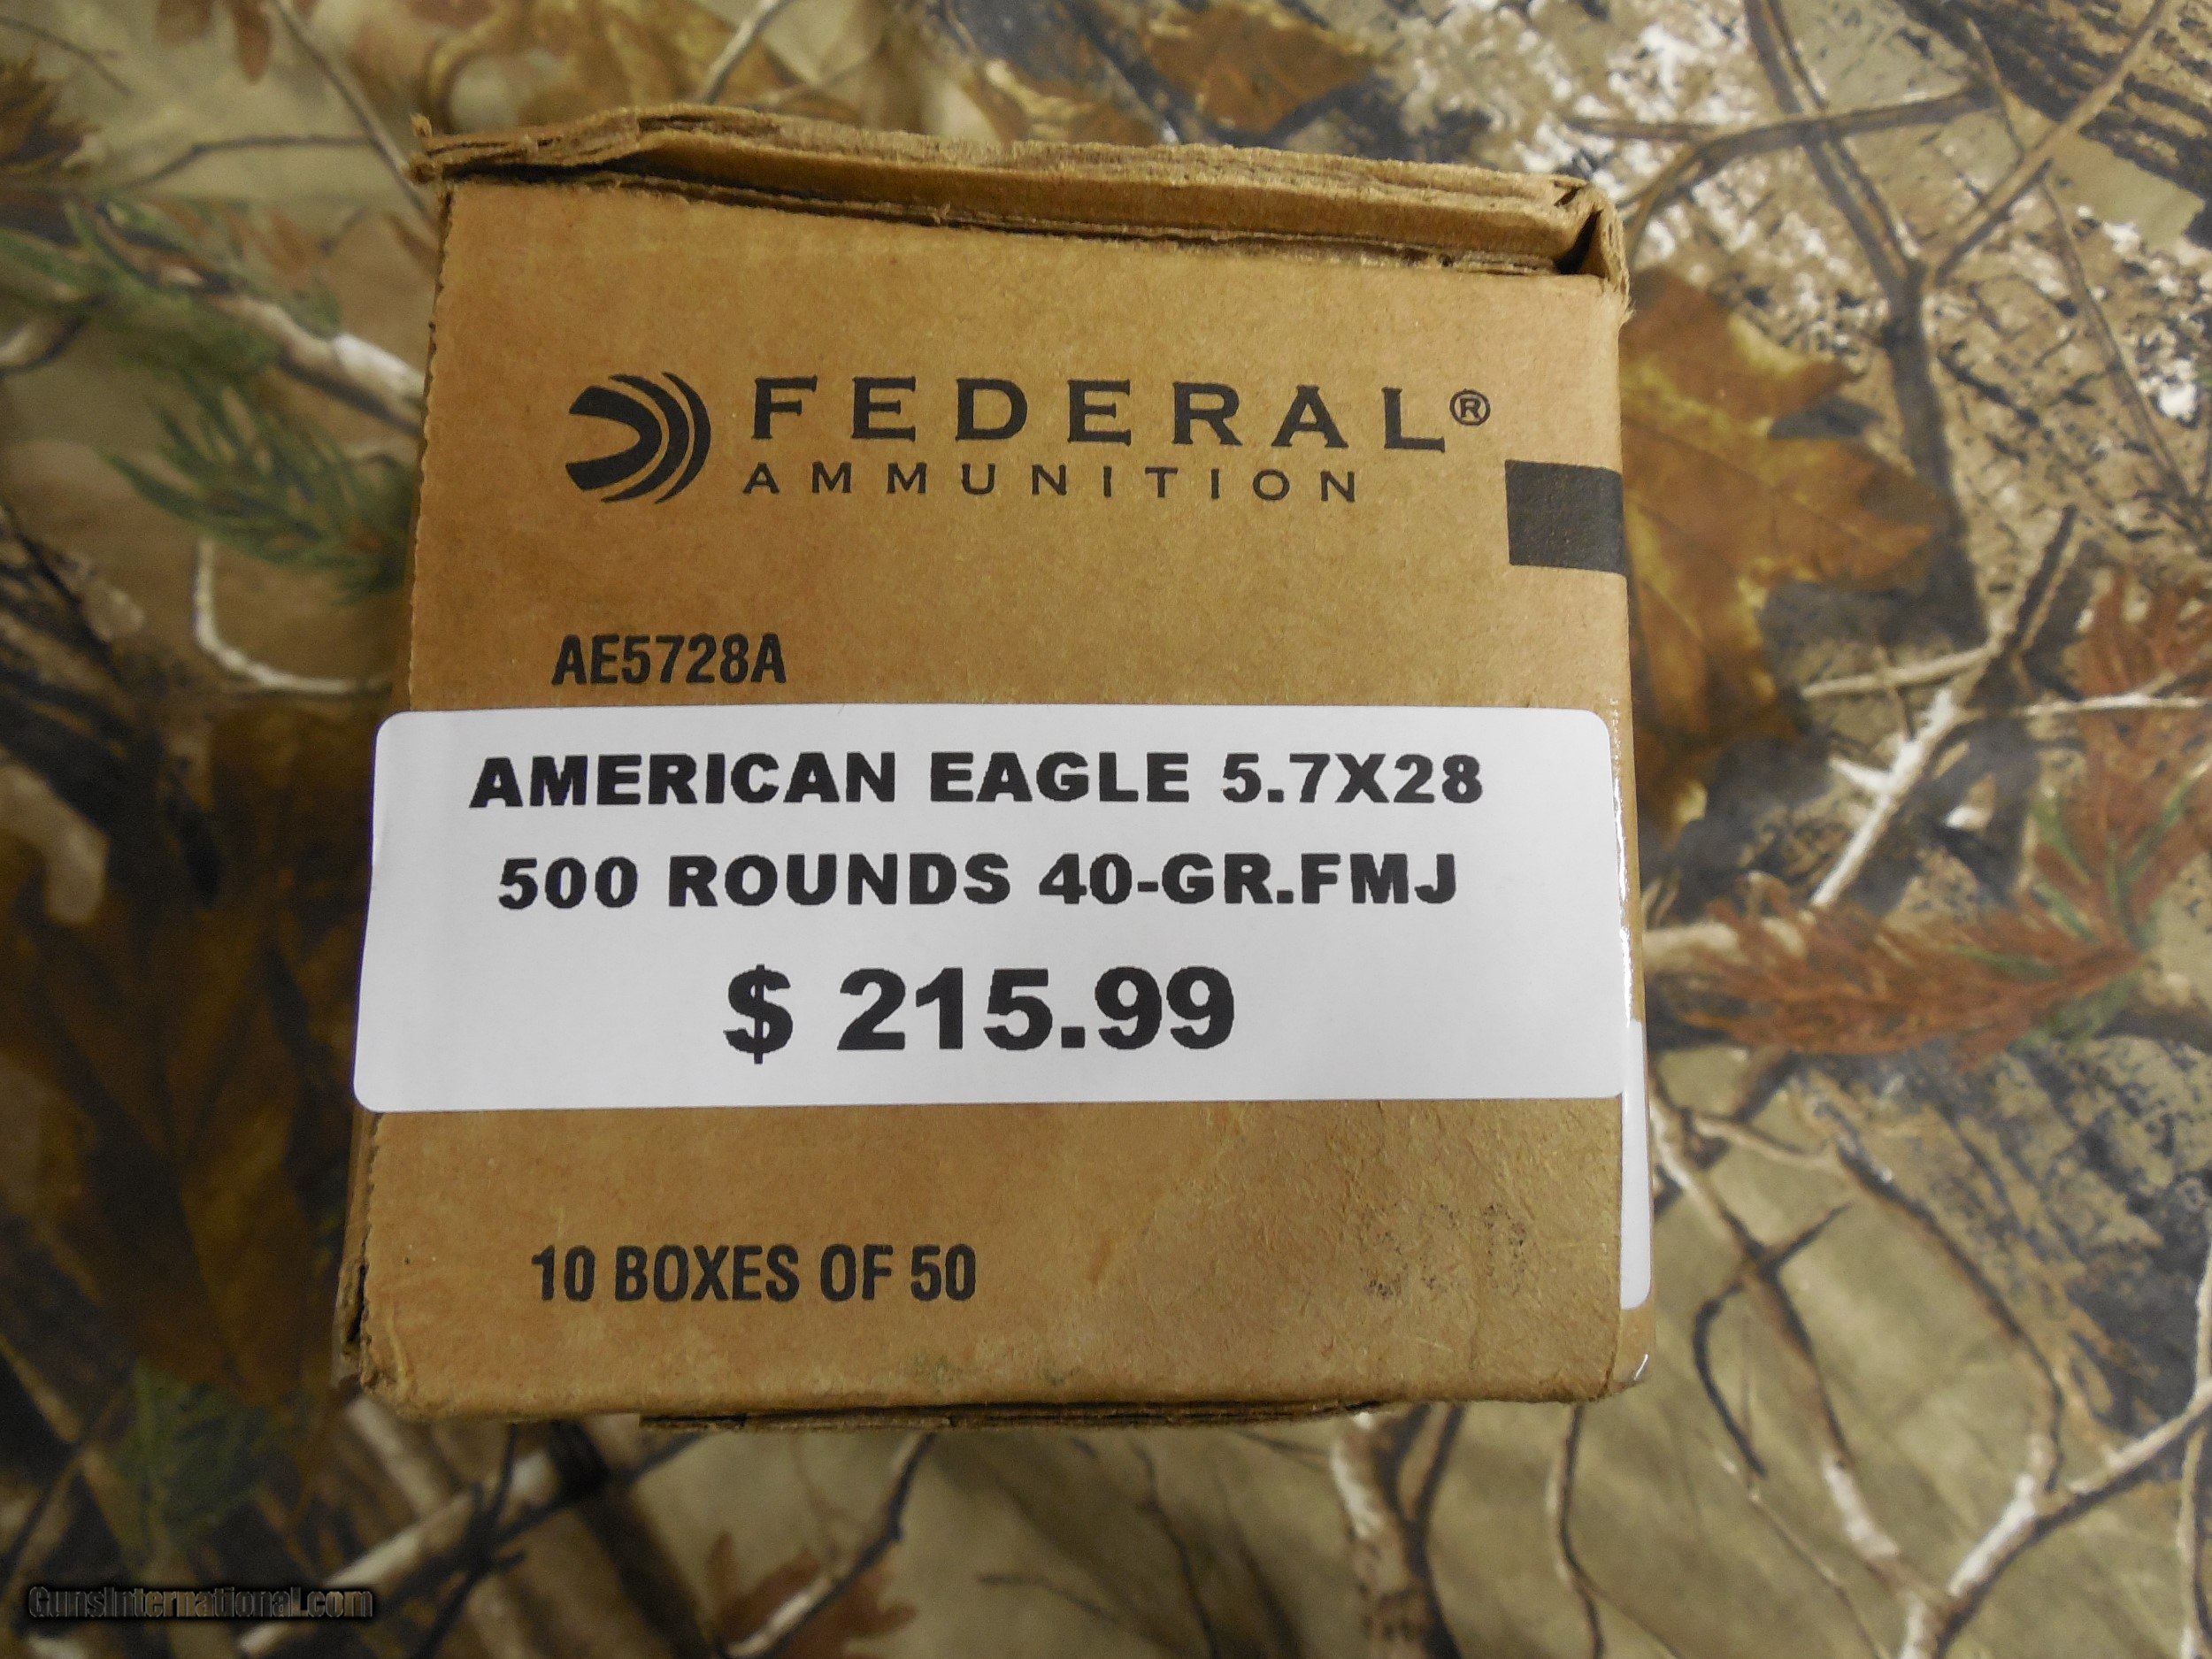 FEDERAL®
AMMUNITION
AE5728A
AMERICAN EAGLE 5.7X28
500 ROUNDS 40-GR.FMJ
$ 215.99
10 BOXES OF 50
GunsInternational.com